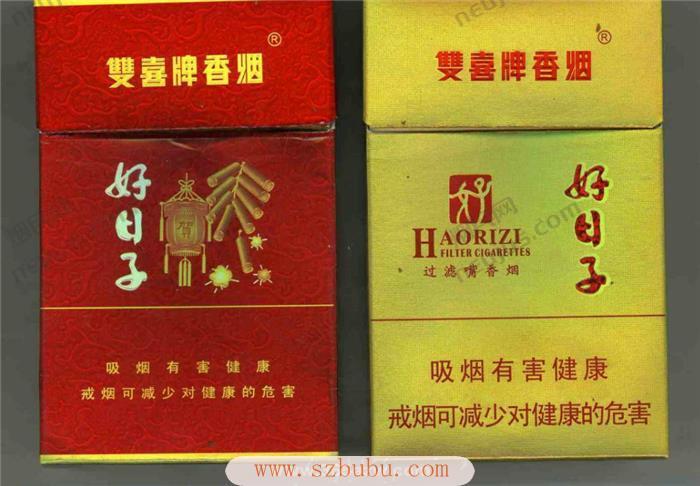 雙喜牌香烟®
好日子
吸烟有害健康
戒烟可减少对健康的危害
雙喜牌香烟®
HAORIZI
FILTER CIGARETTES
过滤嘴香烟
好日子
吸烟有害健康
戒烟可减少对健康的危害
www.szbubu.com